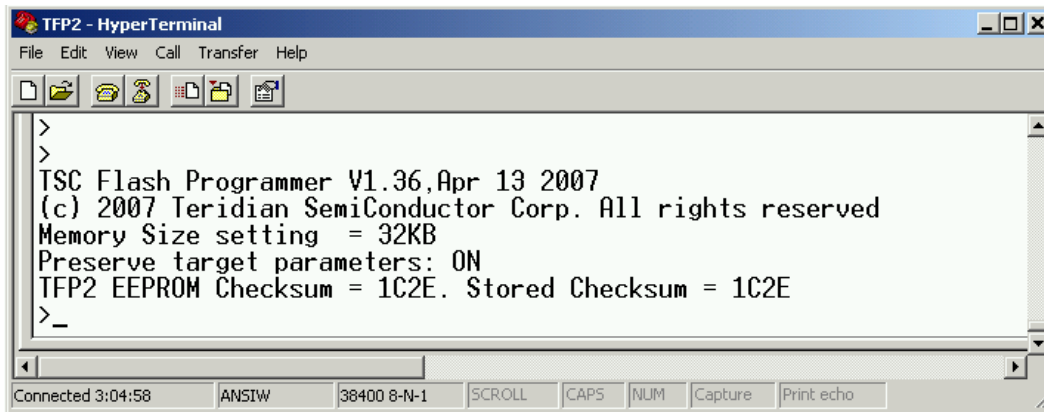 TFP2 - HyperTerminal
File Edit View Call Transfer Help
>
>
TSC Flash Programmer V1.36,Apr 13 2007
(c) 2007 Teridian SemiConductor Corp. All rights reserved
Memory Size setting  = 32KB
Preserve target parameters: ON
TFP2 EEPROM Checksum = 1C2E. Stored Checksum = 1C2E
>_
Connected 3:04:58 ANSIW 38400 8-N-1 SCROLL CAPS NUM Capture Print echo